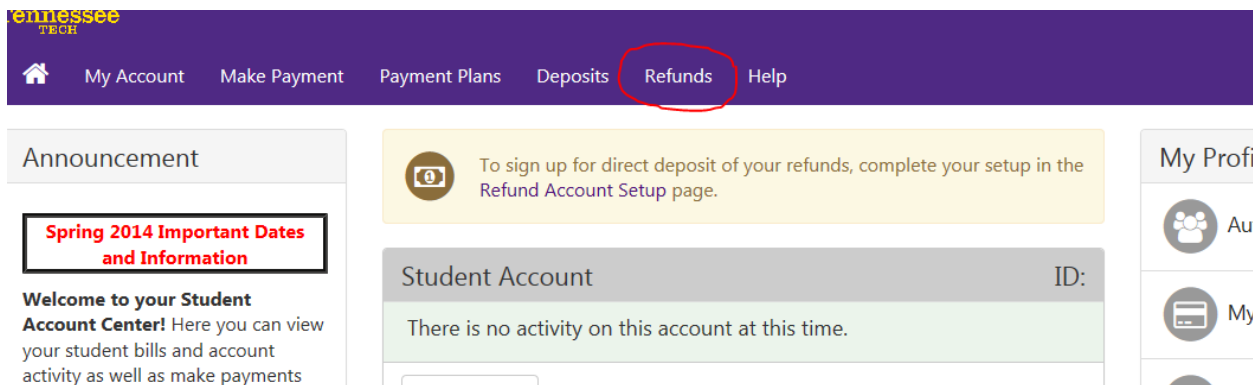 Tennessee
TECH
My Account Make Payment Payment Plans Deposits Refunds Help
Announcement
Spring 2014 Important Dates
and Information
Welcome to your Student
Account Center! Here you can view
your student bills and account
activity as well as make payments
To sign up for direct deposit of your refunds, complete your setup in the
Refund Account Setup page.
Student Account ID:
There is no activity on this account at this time.
My Profi
Au
My